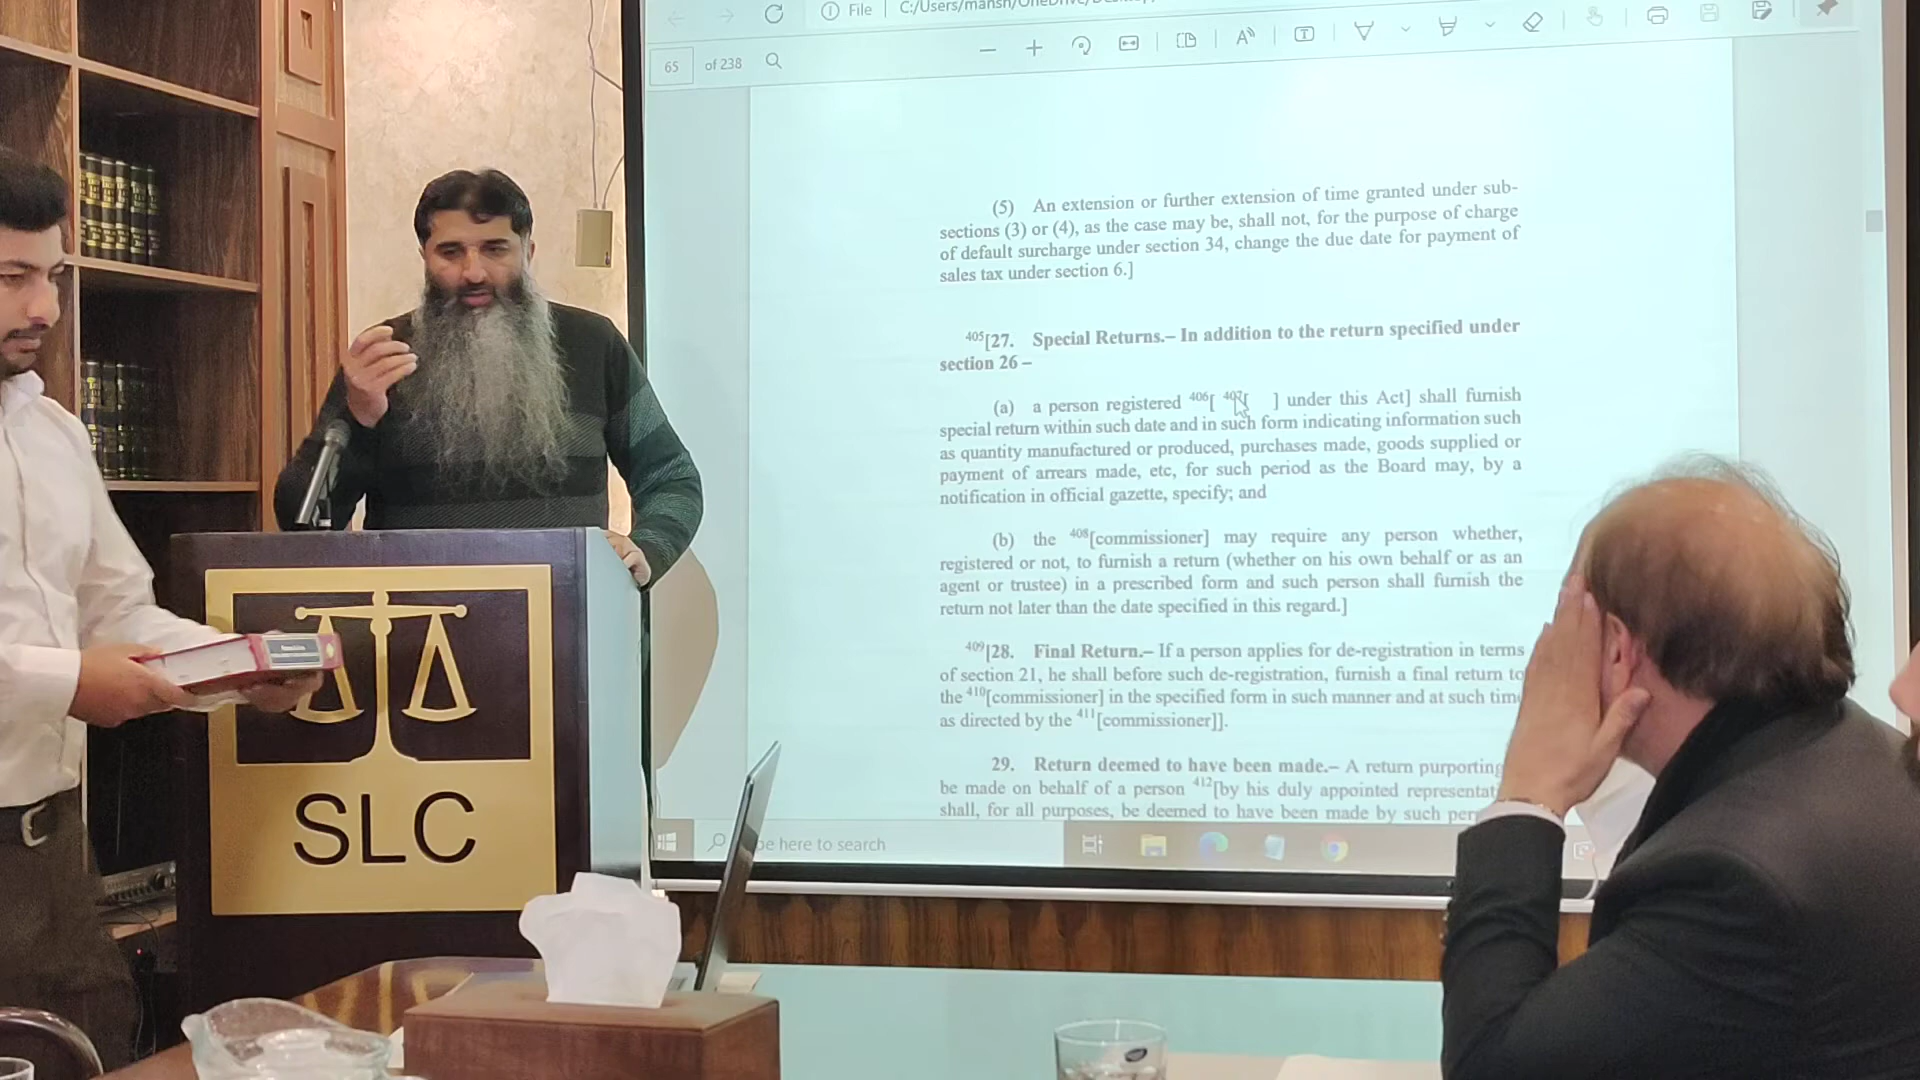 File
65 of 238
(5) An extension or further extension of time granted under sub-
sections (3) or (4), as the case may be, shall not, for the purpose of charge
of default surcharge under section 34, change the due date for payment of
sales tax under section 6.]
405[27. Special Returns.– In addition to the return specified under
section 26 –
(a) a person registered 406[ 407[ ] under this Act] shall furnish
special return within such date and in such form indicating information such
as quantity manufactured or produced, purchases made, goods supplied or
payment of arrears made, etc, for such period as the Board may, by a
notification in official gazette, specify; and
(b) the 408[commissioner] may require any person whether,
registered or not, to furnish a return (whether on his own behalf or as an
agent or trustee) in a prescribed form and such person shall furnish the
return not later than the date specified in this regard.]
409[28. Final Return.– If a person applies for de-registration in terms
of section 21, he shall before such de-registration, furnish a final return to
the 410[commissioner] in the specified form in such manner and at such time
as directed by the 411[commissioner]].
29. Return deemed to have been made.– A return purporting
be made on behalf of a person 412[by his duly appointed
shall, for all purposes, be deemed to have been made by such
here to search
SLC